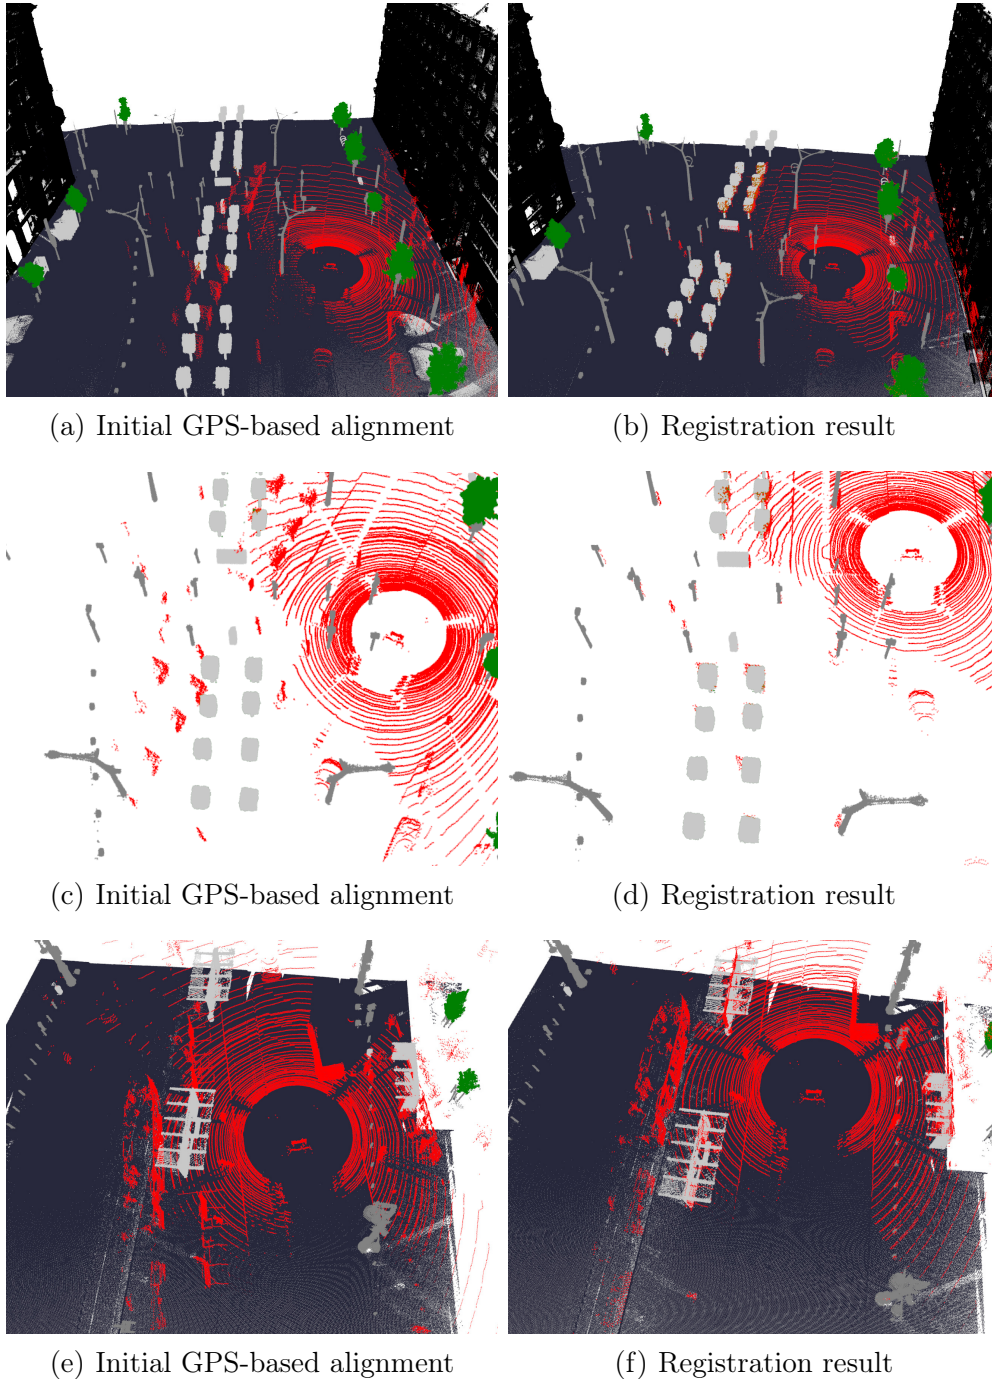 (a) Initial GPS-based alignment
(b) Registration result
(c) Initial GPS-based alignment
(d) Registration result
(e) Initial GPS-based alignment
(f) Registration result